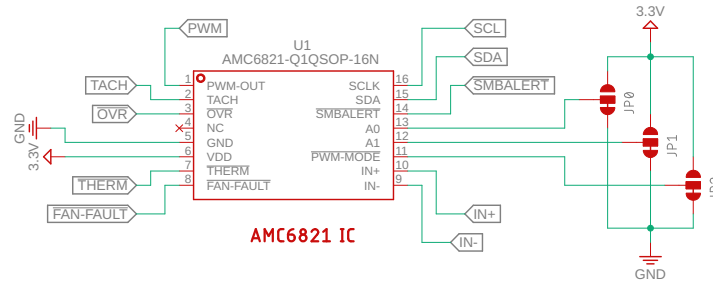 3.3V
PWM
SCL
U1
AMC6821-Q1QSOP-16N
SDA
TACH
SMBALERT
OVR
1 PWM-OUT SCLK 16
2 TACH SDA 15
3 OVR SMBALERT 14
4 NC A0 13
5 GND A1 12
6 VDD PWM-MODE 11
7 THERM IN+ 10
8 FAN-FAULT IN- 9
GND
3.3V
THERM
FAN-FAULT
IN+
IN-
JP0
JP1
AMC6821 IC
GND